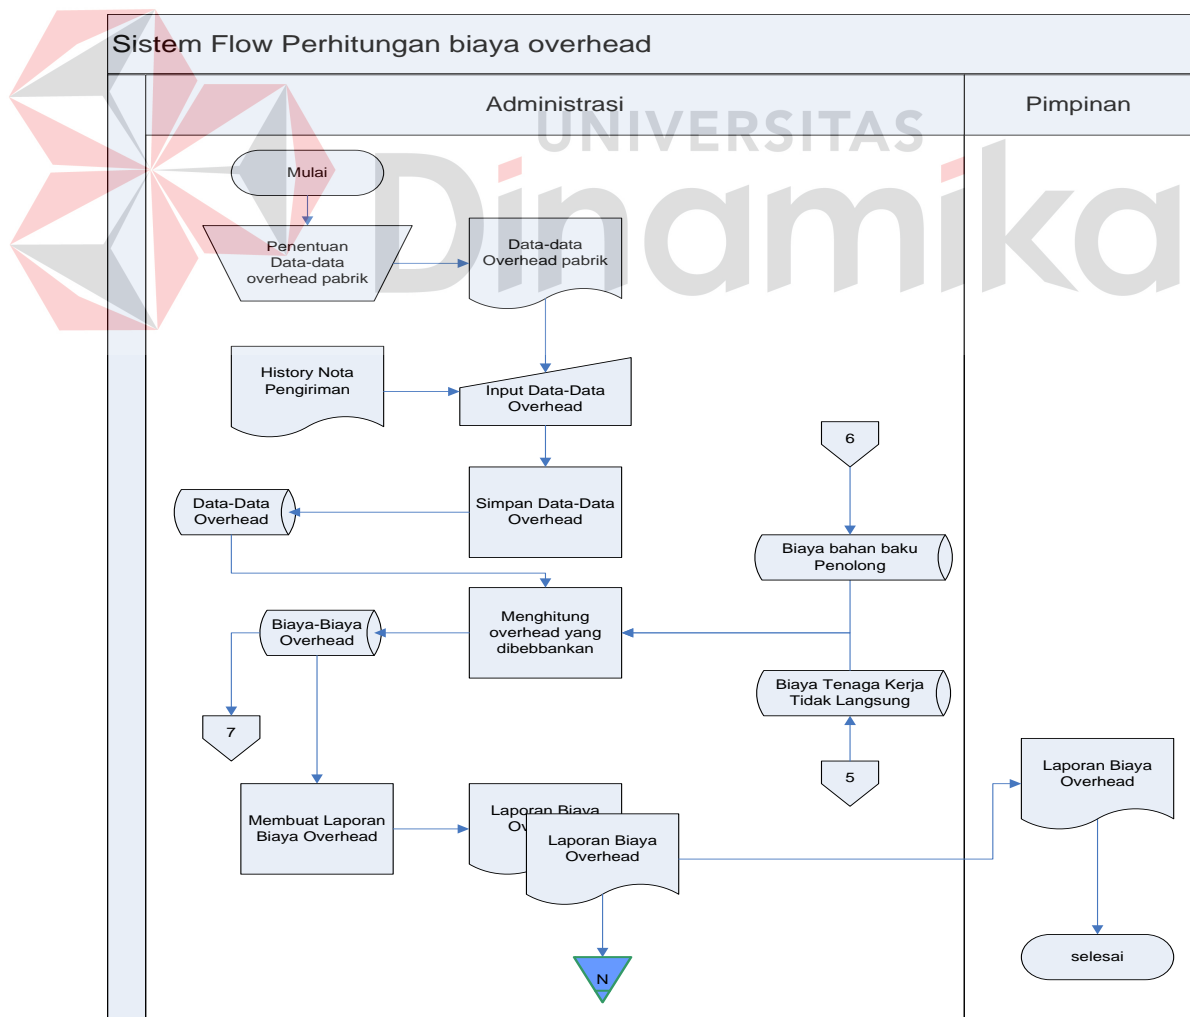 Sistem Flow Perhitungan biaya overhead
Administrasi
Pimpinan
UNIVERSITAS
Dinamika
Mulai
Penentuan
Data-data
overhead pabrik
Data-data
Overhead pabrik
History Nota
Pengiriman
Input Data-Data
Overhead
6
Data-Data
Overhead
Simpan Data-Data
Overhead
Biaya bahan baku
Penolong
Biaya-Biaya
Overhead
Menghitung
overhead yang
dibebbankan
Biaya Tenaga Kerja
Tidak Langsung
7
5
Laporan Biaya
Overhead
Membuat Laporan
Biaya Overhead
Laporan Biaya
Ov
Laporan Biaya
Overhead
selesai
N